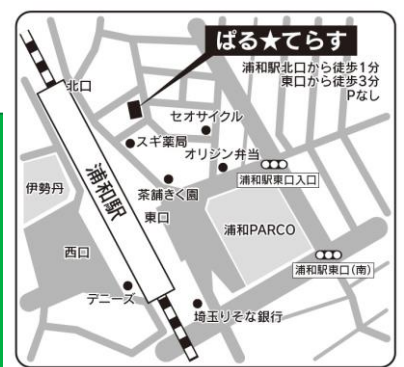 ぱる★てらす
浦和駅北口から徒歩1分
東口から徒歩3分
Pなし
北口
セオサイクル
スギ薬局
オリジン弁当
浦和駅東口入口
伊勢丹
浦和駅
茶舗きく園
東口
浦和PARCO
西口
浦和駅東口(南)
デニーズ
埼玉りそな銀行